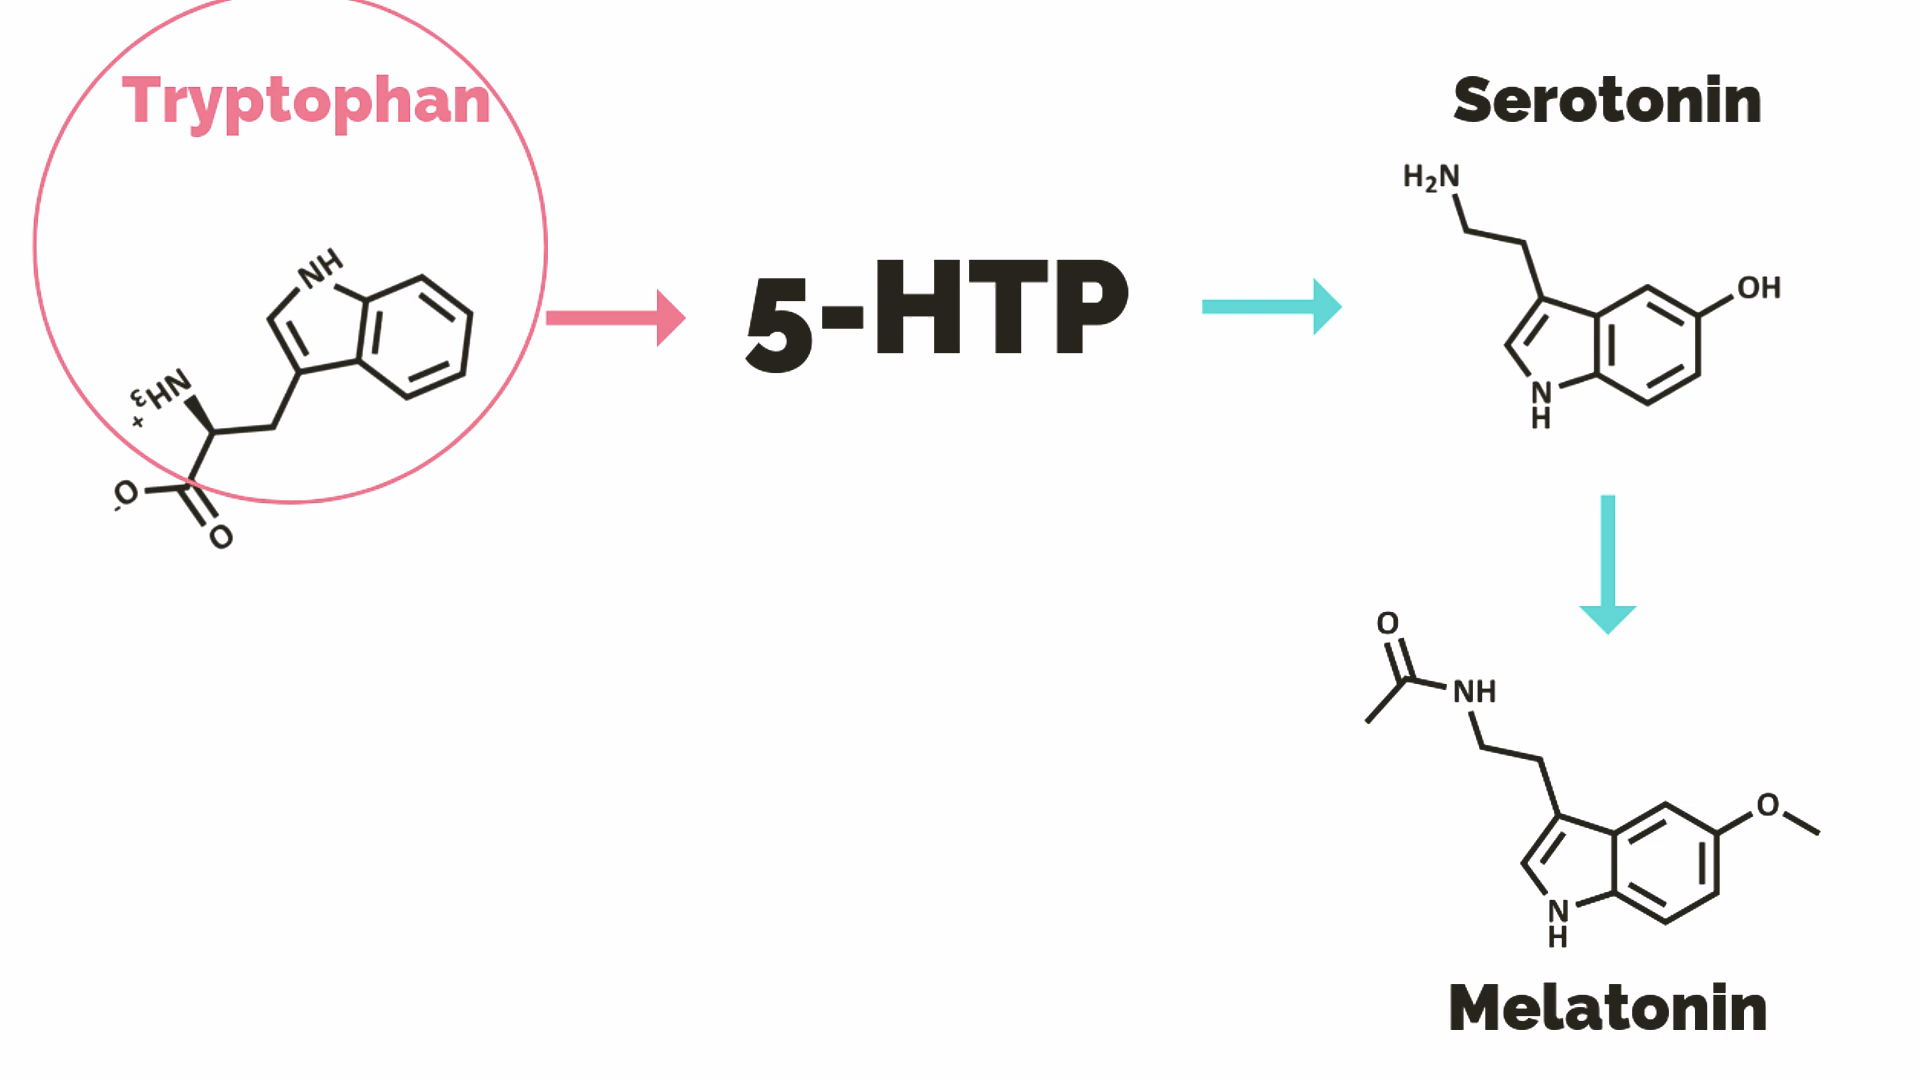 Tryptophan
NH
NH3
+
O
-
O
5-HTP
Serotonin
H2N
OH
N
H
O
NH
O
N
H
Melatonin